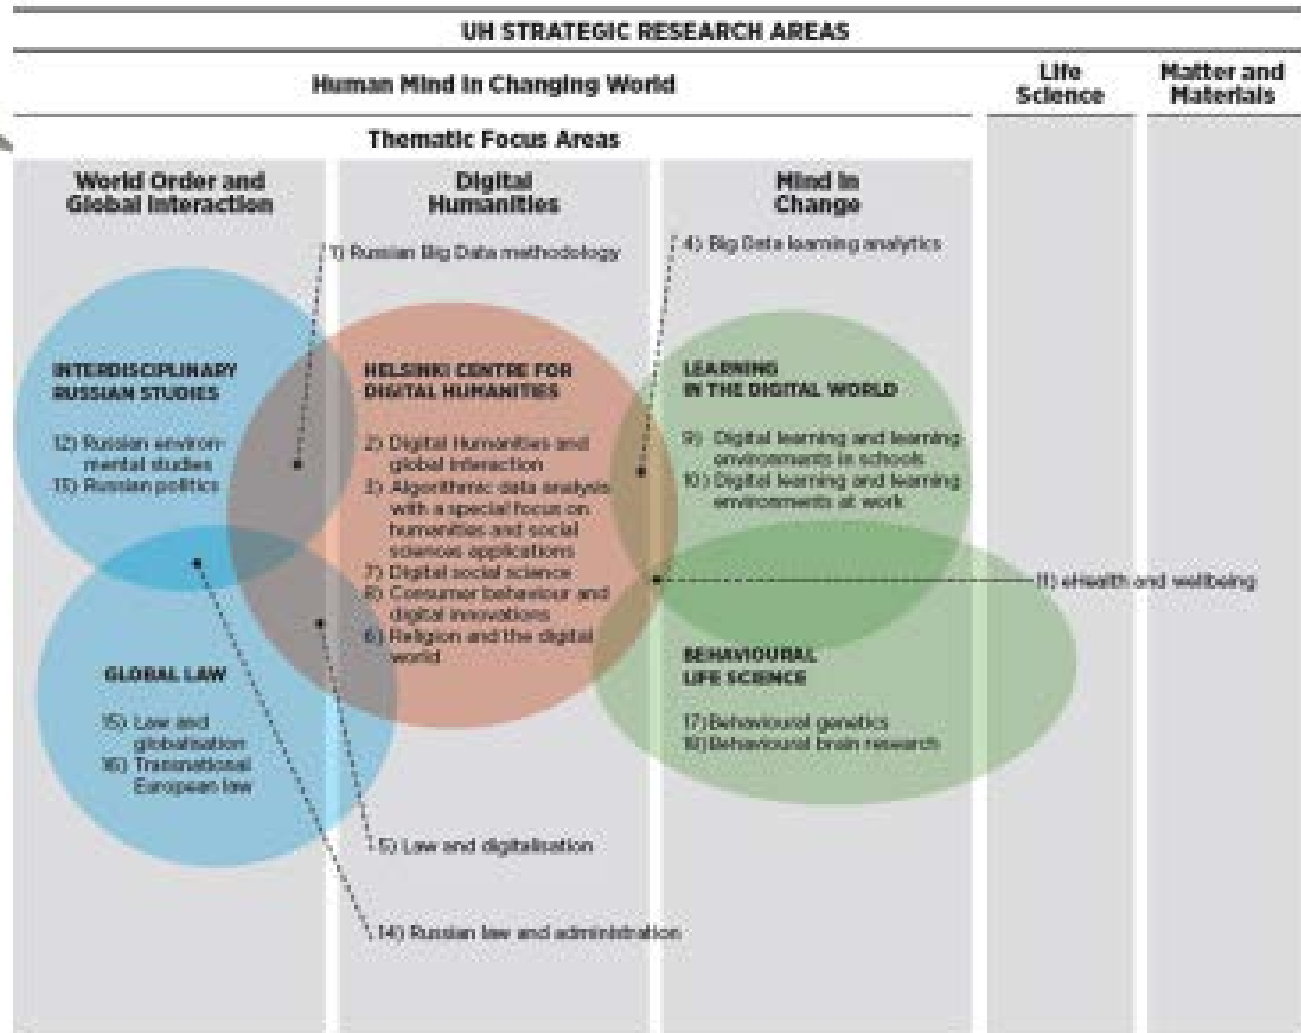 UH STRATEGIC RESEARCH AREAS
Human Mind in Changing World
Life
Science
Matter and
Materials
Thematic Focus Areas
World Order and
Global Interaction
Digital
Humanities
Mind in
Change
1) Russian Big Data methodology
4) Big Data learning analytics
INTERDISCIPLINARY
RUSSIAN STUDIES
12) Russian environ-
mental studies
13) Russian politics
HELSINKI CENTRE FOR
DIGITAL HUMANITIES
2) Digital Humanities and
global interaction
3) Algorithmic data analysis
with a special focus on
humanities and social
sciences applications
7) Digital social science
8) Consumer behaviour and
digital innovations
6) Religion and the digital
world
LEARNING
IN THE DIGITAL WORLD
9) Digital learning and learning
environments in schools
10) Digital learning and learning
environments at work
11) eHealth and wellbeing
GLOBAL LAW
15) Law and
globalisation
16) Transnational
European law
BEHAVIOURAL
LIFE SCIENCE
17) Behavioural genetics
18) Behavioural brain research
5) Law and digitalisation
14) Russian law and administration